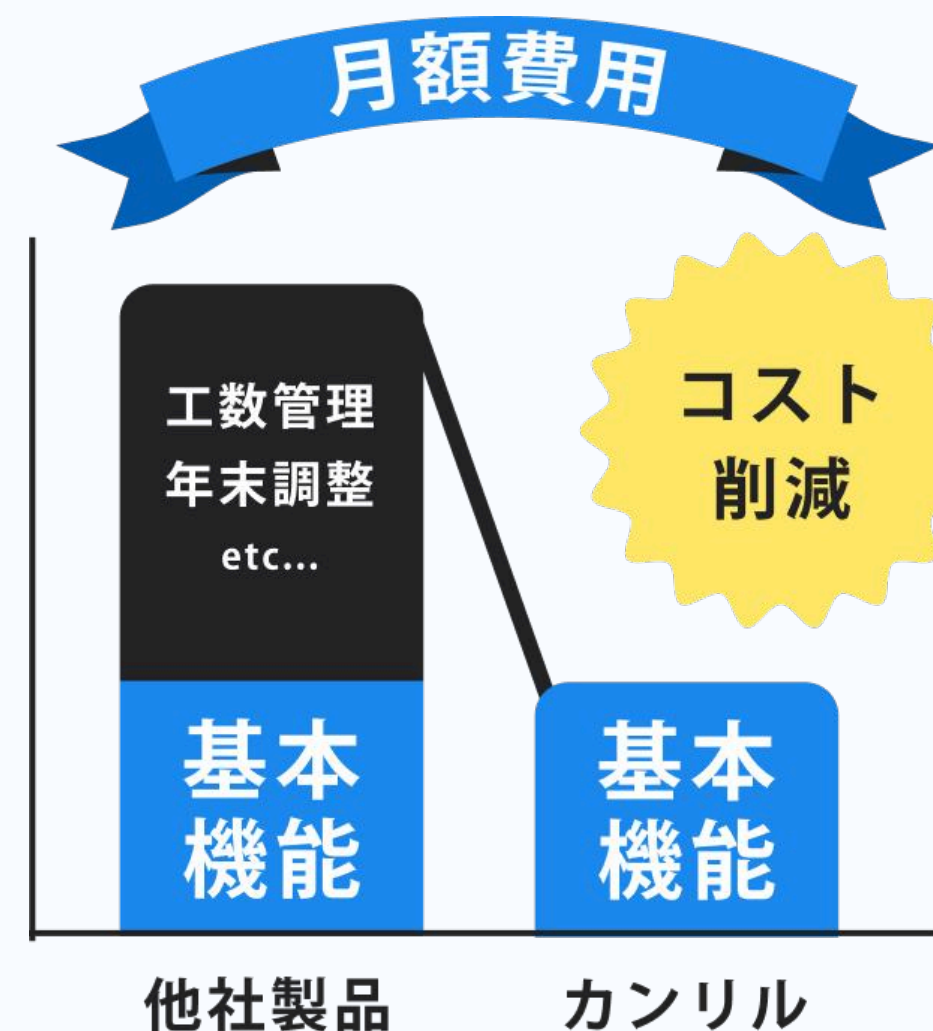 月額費用
コスト
削減
工数管理
年末調整
etc...
基本
機能
基本
機能
他社製品
カンリル